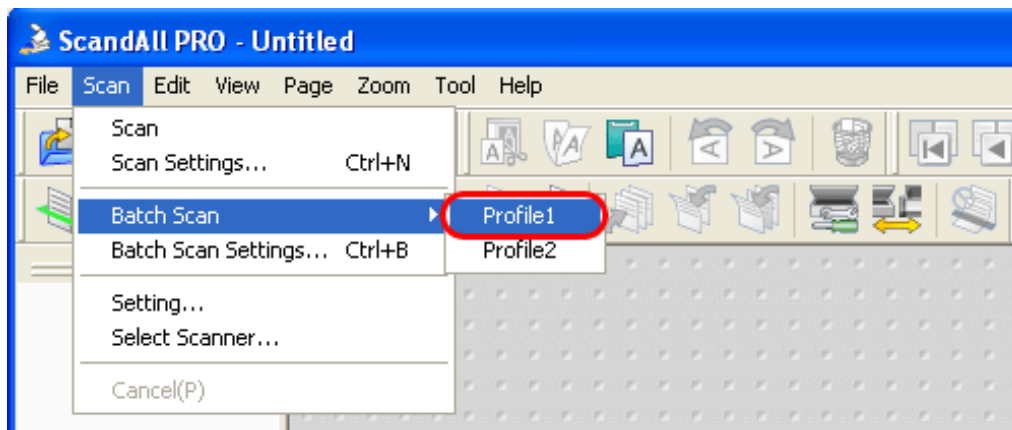 ScandAll PRO - Untitled
File Scan Edit View Page Zoom Tool Help
Scan
Scan Settings... Ctrl+N
Batch Scan Profile1
Batch Scan Settings... Ctrl+B Profile2
Setting...
Select Scanner...
Cancel(P)